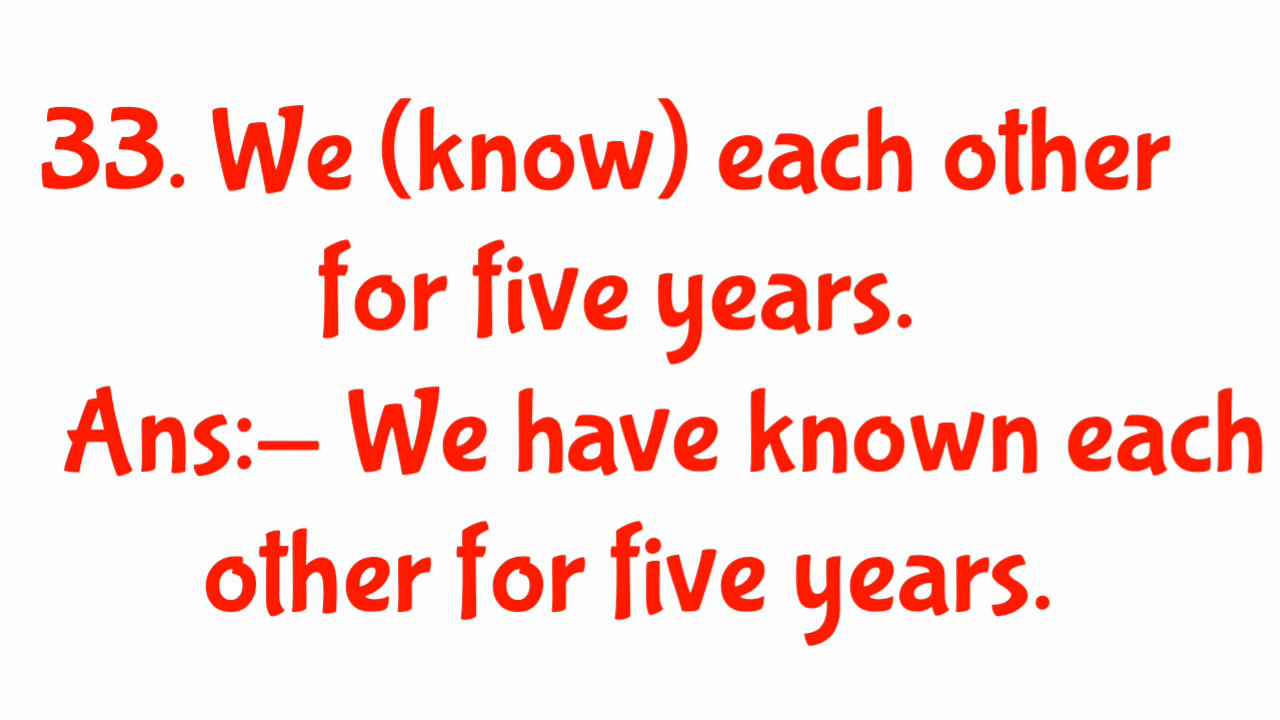 33. We (know) each other
for five years.
Ans:– We have known each
other for five years.